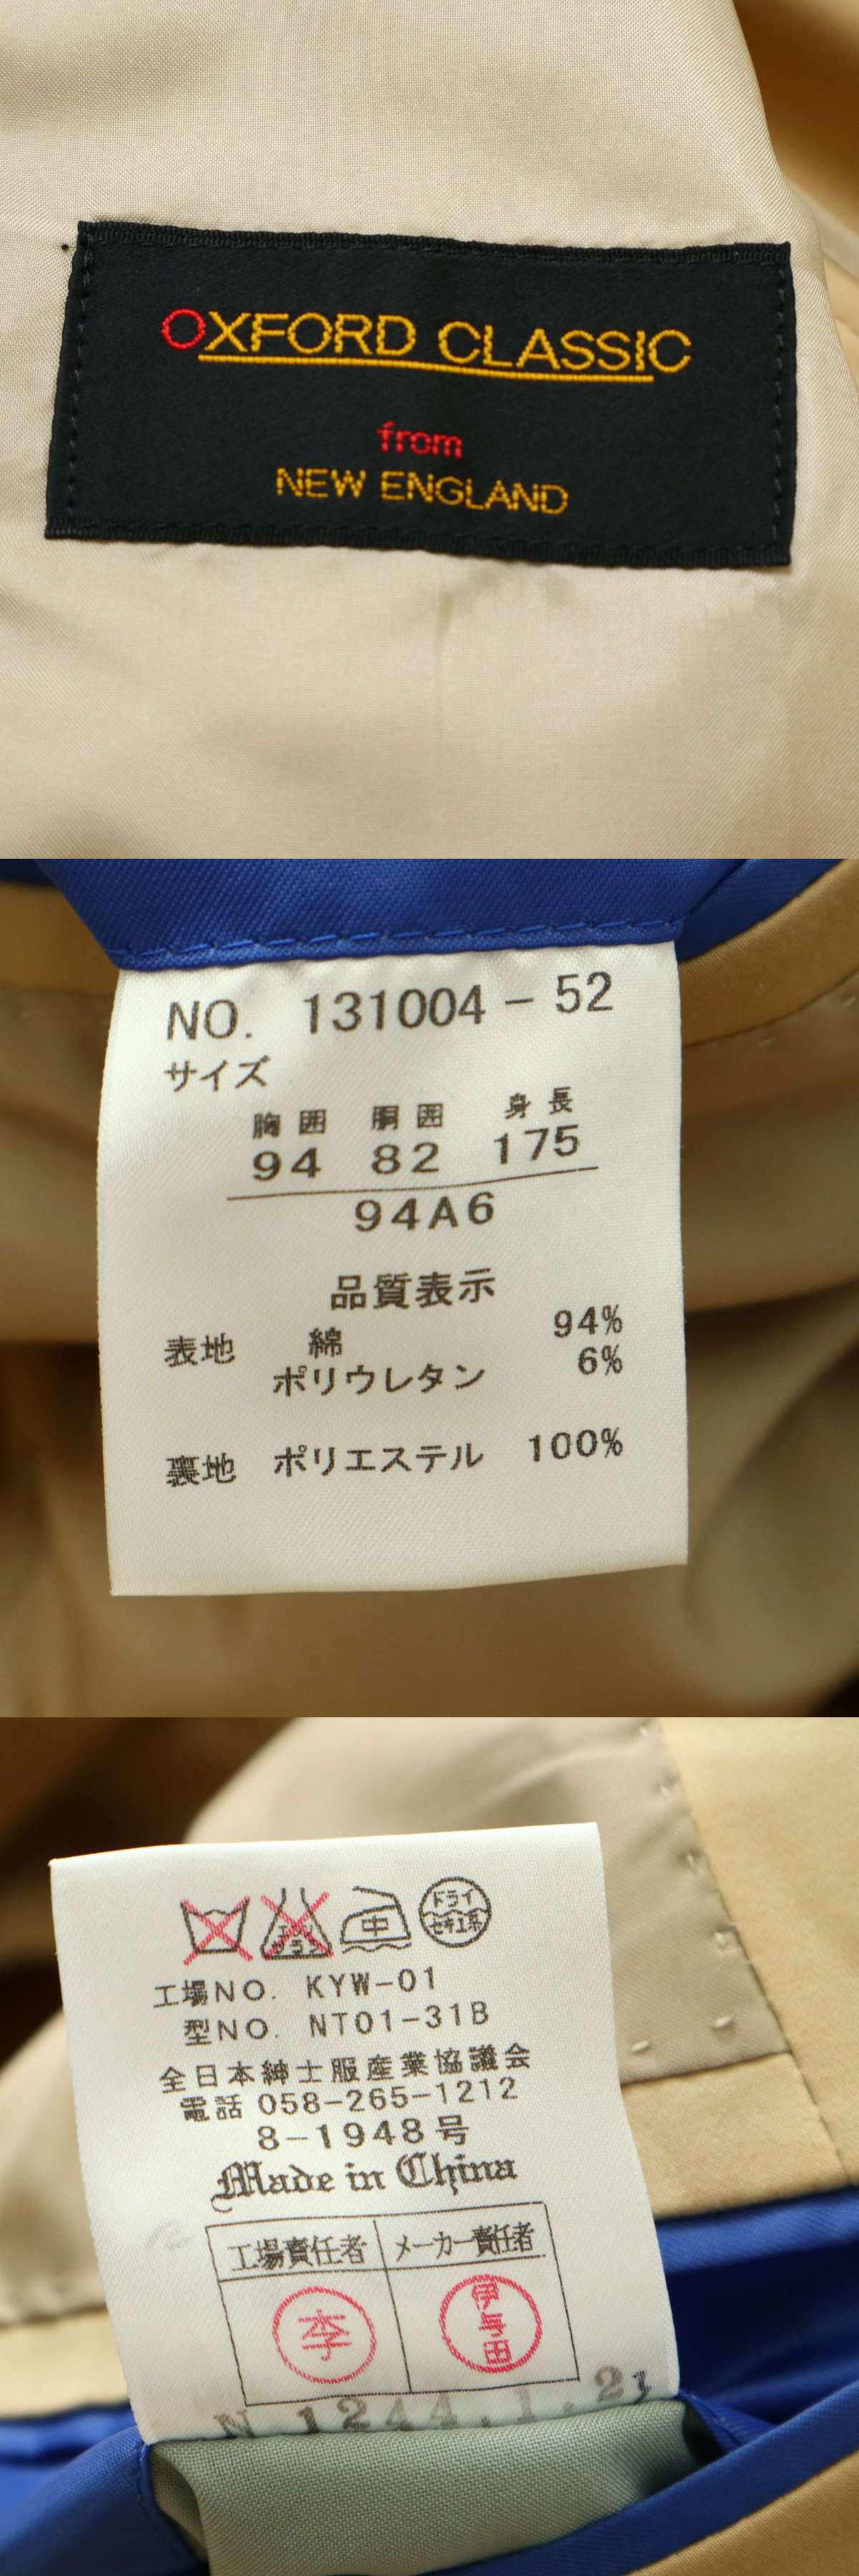 OXFORD CLASSIC
from
NEW ENGLAND
NO. 131004-52
サイズ
胸囲 胴囲 身長
94 82 175
94A6
品質表示
表地 綿 94%
ポリウレタン 6%
裏地 ポリエステル 100%
中 ドライ
セキユ系
工場NO. KYW-01
型NO. NT01-31B
全日本紳士服産業協議会
電話 058-265-1212
8-1948号
Made in China
工場責任者 メーカー責任者
李 伊与田
N 1244.1.21